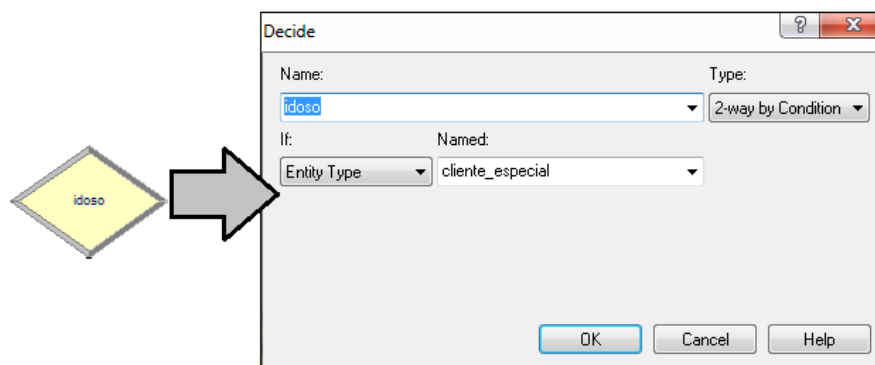 Decide
Name:
Type:
idoso
2-way by Condition
If:
Named:
Entity Type
cliente_especial
idoso
OK
Cancel
Help